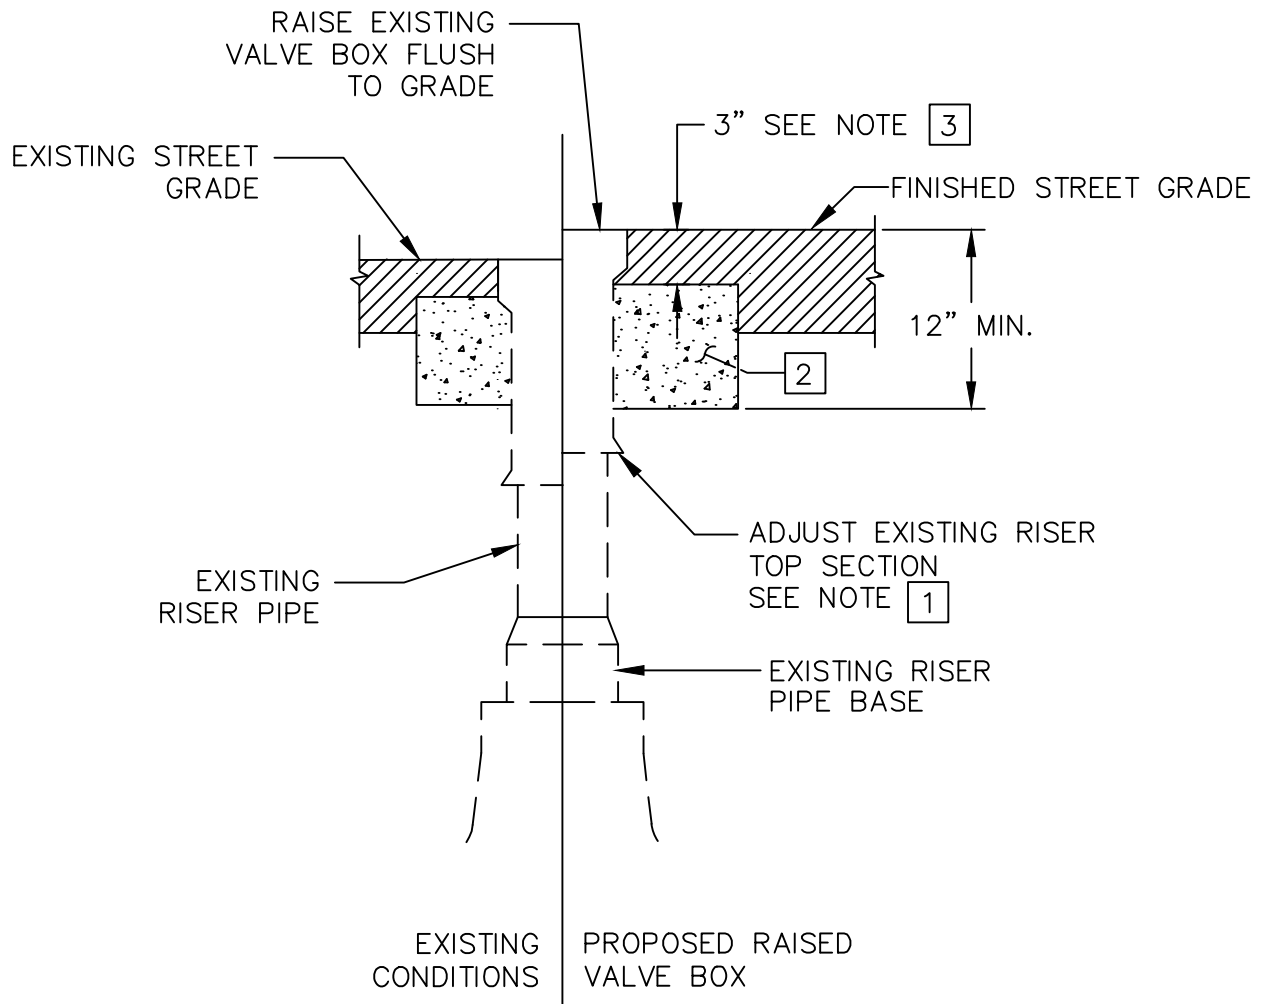 RAISE EXISTING
VALVE BOX FLUSH
TO GRADE
3” SEE NOTE 3
EXISTING STREET
GRADE
FINISHED STREET GRADE
12” MIN.
2
ADJUST EXISTING RISER
TOP SECTION
SEE NOTE 1
EXISTING
RISER PIPE
EXISTING RISER
PIPE BASE
EXISTING
CONDITIONS
PROPOSED RAISED
VALVE BOX